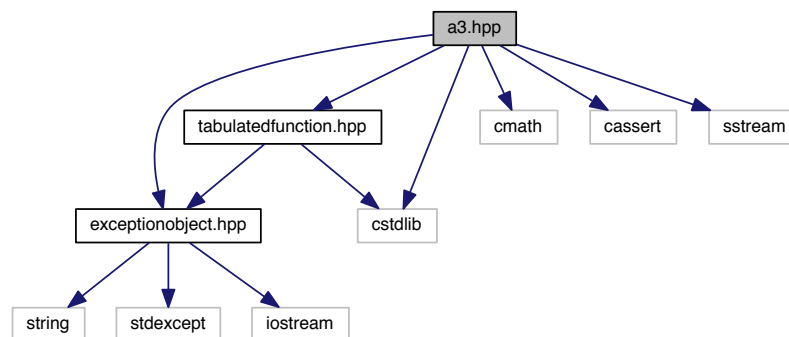 a3.hpp
tabulatedfunction.hpp
cmath
cassert
sstream
exceptionobject.hpp
cstdlib
string
stdexcept
iostream